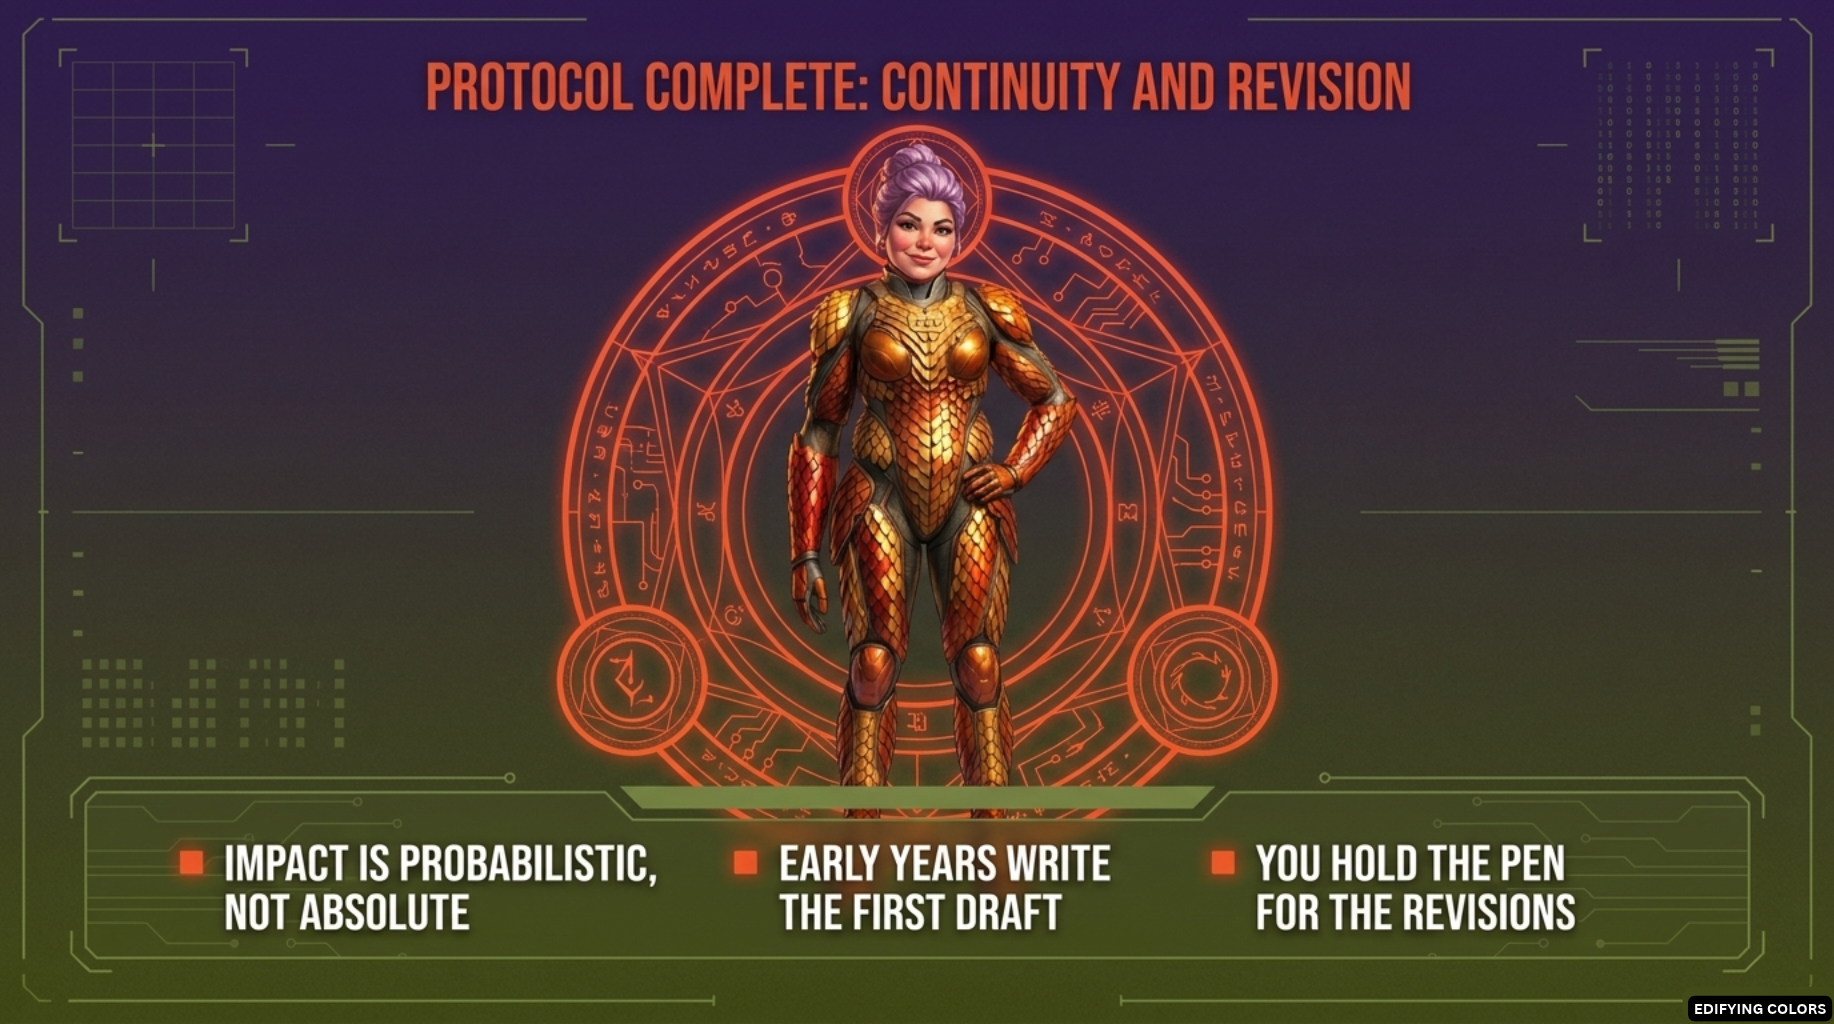 PROTOCOL COMPLETE: CONTINUITY AND REVISION
IMPACT IS PROBABILISTIC,
NOT ABSOLUTE
EARLY YEARS WRITE
THE FIRST DRAFT
YOU HOLD THE PEN
FOR THE REVISIONS
EDIFYING COLORS